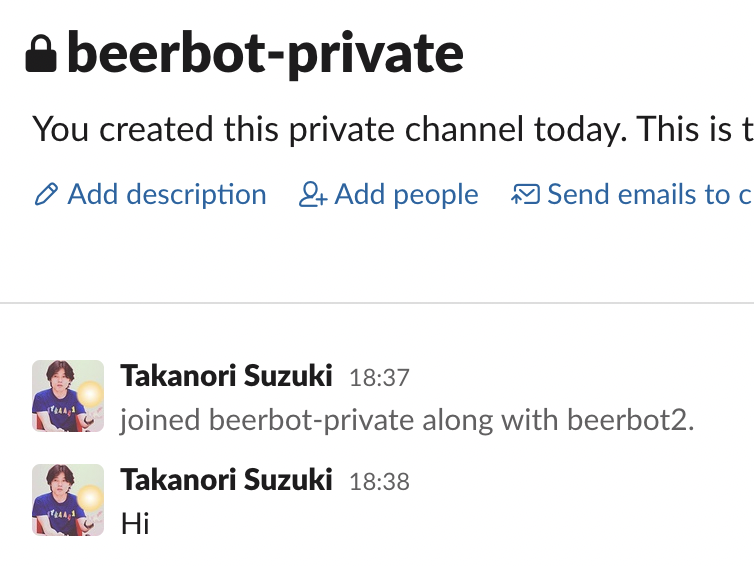 beerbot-private
You created this private channel today. This is t
Add description Add people Send emails to c
Takanori Suzuki 18:37
joined beerbot-private along with beerbot2.
Takanori Suzuki 18:38
Hi